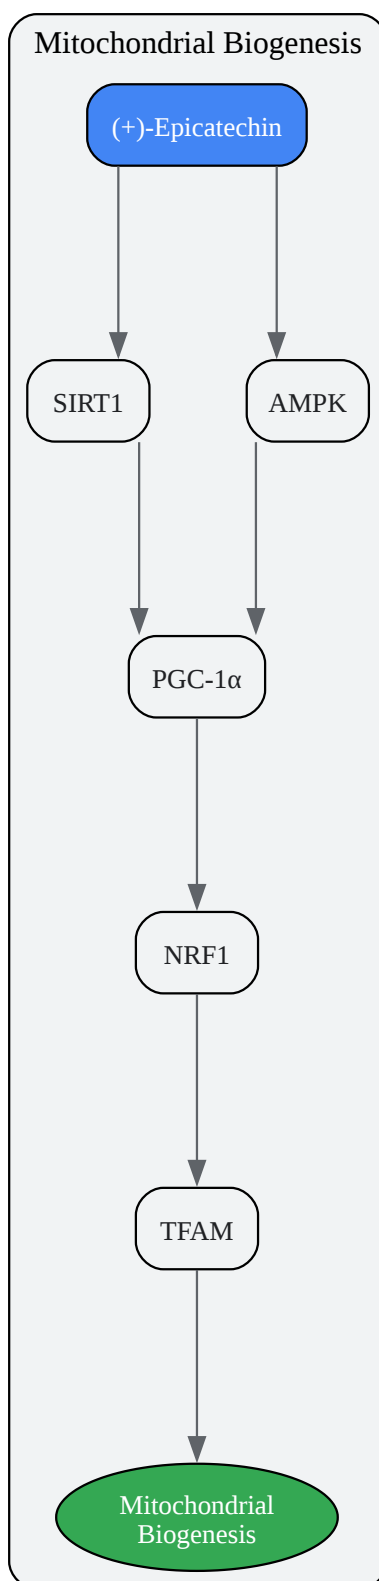 Mitochondrial Biogenesis
(+)-Epicatechin
SIRT1
AMPK
PGC-1α
NRF1
TFAM
Mitochondrial
Biogenesis